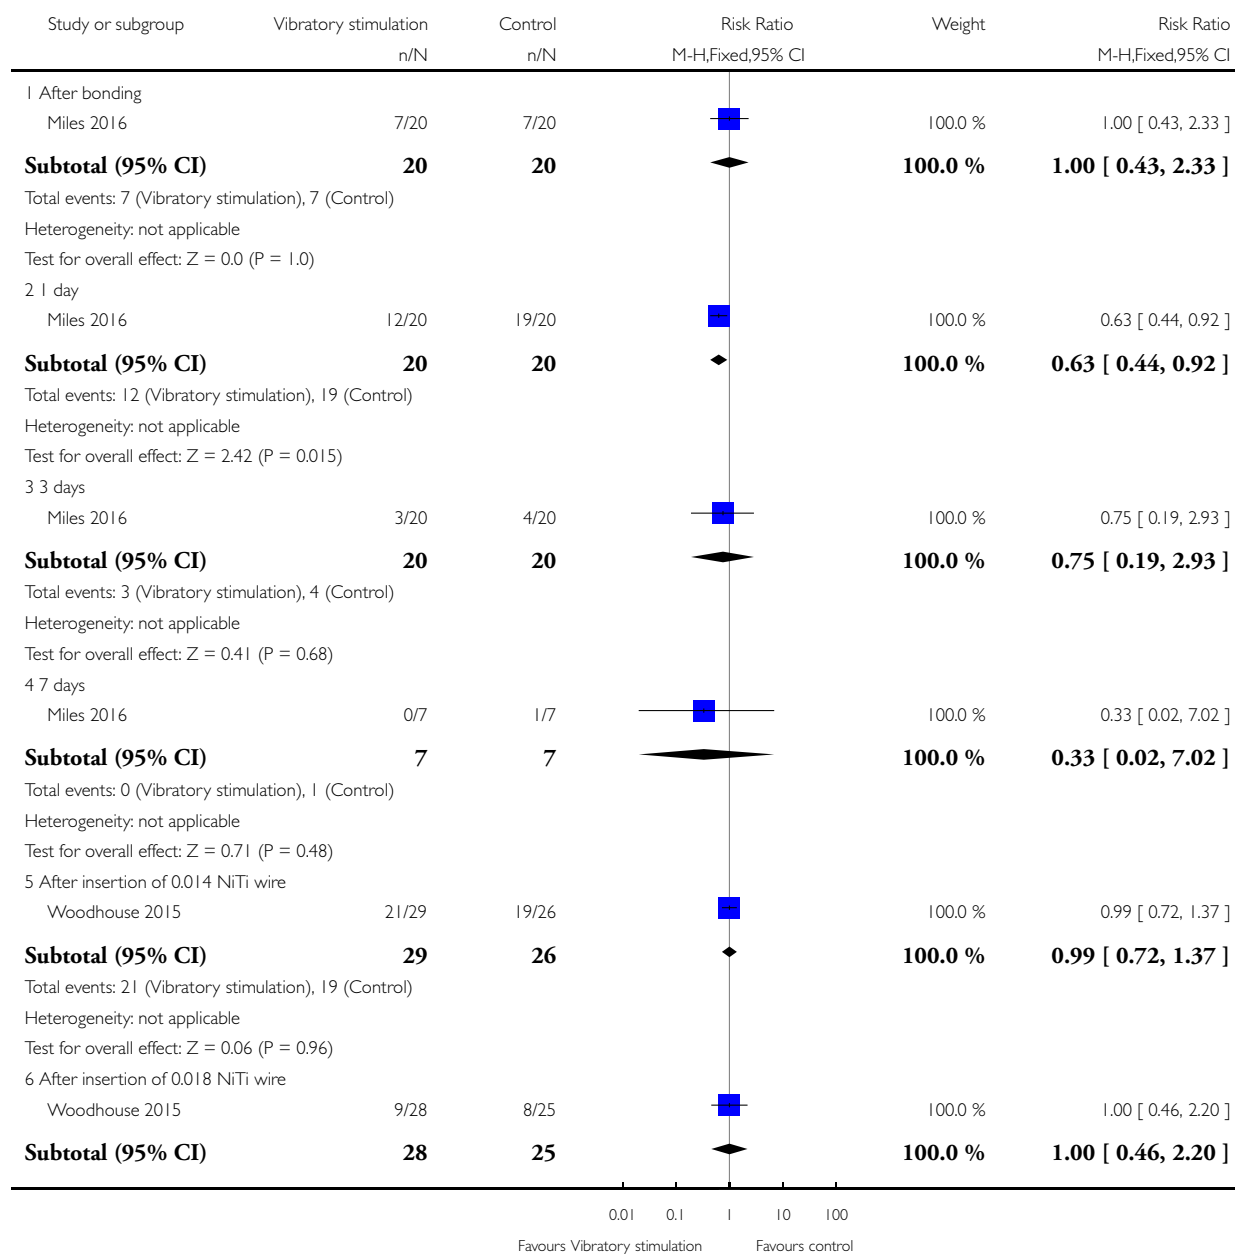 Study or subgroup Vibratory stimulation Control Risk Ratio Weight Risk Ratio
n/N n/N M-H,Fixed,95% CI M-H,Fixed,95% CI
1 After bonding
Miles 2016 7/20 7/20 100.0 % 1.00 [ 0.43, 2.33 ]
Subtotal (95% CI) 20 20 100.0 % 1.00 [ 0.43, 2.33 ]
Total events: 7 (Vibratory stimulation), 7 (Control)
Heterogeneity: not applicable
Test for overall effect: Z = 0.0 (P = 1.0)
2 1 day
Miles 2016 12/20 19/20 100.0 % 0.63 [ 0.44, 0.92 ]
Subtotal (95% CI) 20 20 100.0 % 0.63 [ 0.44, 0.92 ]
Total events: 12 (Vibratory stimulation), 19 (Control)
Heterogeneity: not applicable
Test for overall effect: Z = 2.42 (P = 0.015)
3 3 days
Miles 2016 3/20 4/20 100.0 % 0.75 [ 0.19, 2.93 ]
Subtotal (95% CI) 20 20 100.0 % 0.75 [ 0.19, 2.93 ]
Total events: 3 (Vibratory stimulation), 4 (Control)
Heterogeneity: not applicable
Test for overall effect: Z = 0.41 (P = 0.68)
4 7 days
Miles 2016 0/7 1/7 100.0 % 0.33 [ 0.02, 7.02 ]
Subtotal (95% CI) 7 7 100.0 % 0.33 [ 0.02, 7.02 ]
Total events: 0 (Vibratory stimulation), 1 (Control)
Heterogeneity: not applicable
Test for overall effect: Z = 0.71 (P = 0.48)
5 After insertion of 0.014 NiTi wire
Woodhouse 2015 21/29 19/26 100.0 % 0.99 [ 0.72, 1.37 ]
Subtotal (95% CI) 29 26 100.0 % 0.99 [ 0.72, 1.37 ]
Total events: 21 (Vibratory stimulation), 19 (Control)
Heterogeneity: not applicable
Test for overall effect: Z = 0.06 (P = 0.96)
6 After insertion of 0.018 NiTi wire
Woodhouse 2015 9/28 8/25 100.0 % 1.00 [ 0.46, 2.20 ]
Subtotal (95% CI) 28 25 100.0 % 1.00 [ 0.46, 2.20 ]
0.01 0.1 1 10 100
Favours Vibratory stimulation Favours control